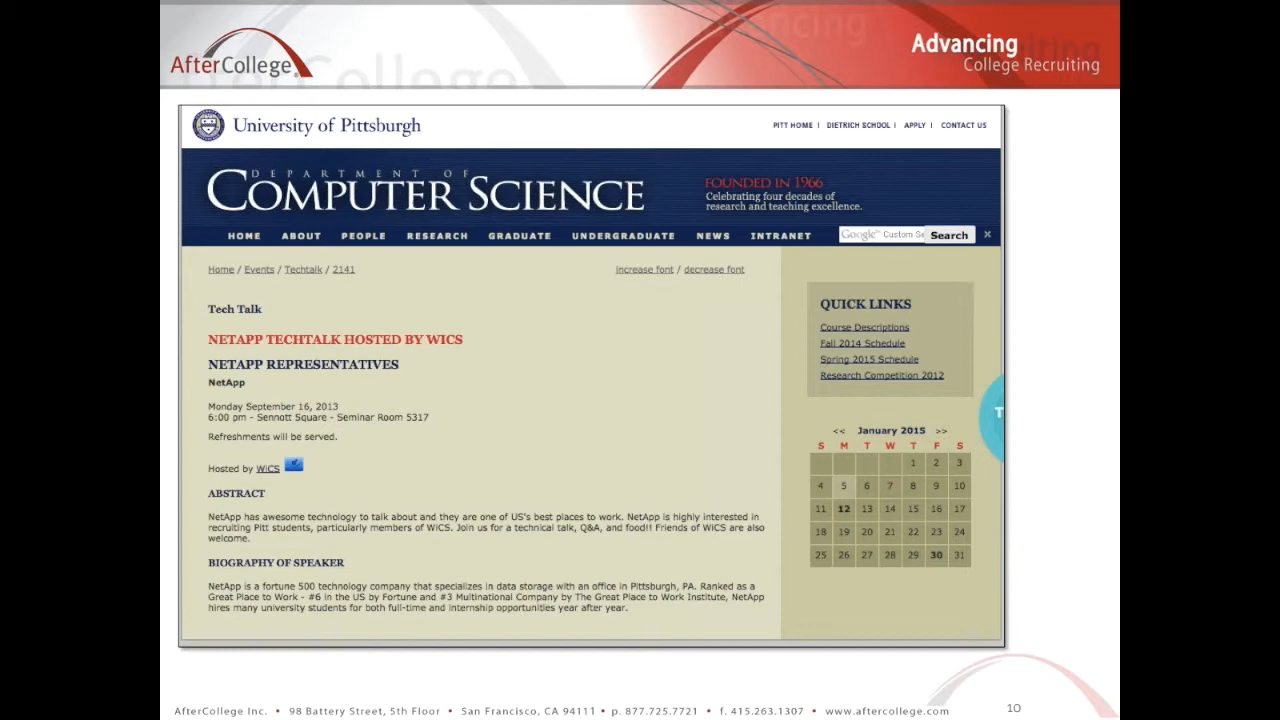 AfterCollege
Advancing
College Recruiting
University of Pittsburgh
PITT HOME | DIETRICH SCHOOL | APPLY | CONTACT US
DEPARTMENT OF
COMPUTER SCIENCE
FOUNDED IN 1966
Celebrating four decades of
research and teaching excellence.
HOME ABOUT PEOPLE RESEARCH GRADUATE UNDERGRADUATE NEWS INTRANET
Google™ Custom Se Search x
Home / Events / Techtalk / 2141
increase font / decrease font
Tech Talk
NETAPP TECHTALK HOSTED BY WICS
NETAPP REPRESENTATIVES
NetApp
Monday September 16, 2013
6:00 pm - Sennott Square - Seminar Room 5317
Refreshments will be served.
Hosted by WICS
ABSTRACT
NetApp has awesome technology to talk about and they are one of US's best places to work. NetApp is highly interested in
recruiting Pitt students, particularly members of WiCS. Join us for a technical talk, Q&A, and food!! Friends of WiCS are also
welcome.
BIOGRAPHY OF SPEAKER
NetApp is a fortune 500 technology company that specializes in data storage with an office in Pittsburgh, PA. Ranked as a
Great Place to Work - #6 in the US by Fortune and #3 Multinational Company by The Great Place to Work Institute, NetApp
hires many university students for both full-time and internship opportunities year after year.
QUICK LINKS
Course Descriptions
Fall 2014 Schedule
Spring 2015 Schedule
Research Competition 2012
<< January 2015 >>
S M T W T F S
1 2 3
4 5 6 7 8 9 10
11 12 13 14 15 16 17
18 19 20 21 22 23 24
25 26 27 28 29 30 31
T
AfterCollege Inc. • 98 Battery Street, 5th Floor • San Francisco, CA 94111 • p. 877.725.7721 • f. 415.263.1307 • www.aftercollege.com
10